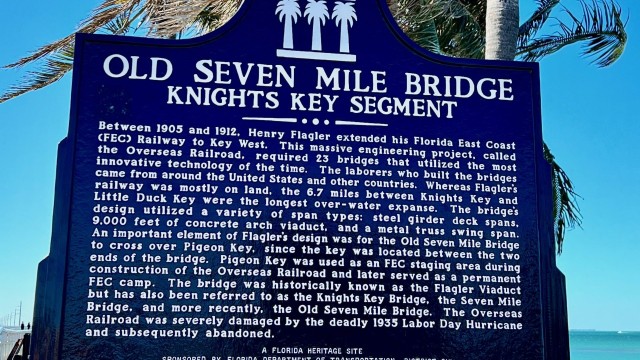 OLD SEVEN MILE BRIDGE
KNIGHTS KEY SEGMENT
Between 1905 and 1912, Henry Flagler extended his Florida East Coast
(FEC) Railway to Key West. This massive engineering project, called
the Overseas Railroad, required 23 bridges that utilized the most
innovative technology of the time. The laborers who built the bridges
came from around the United States and other countries. Whereas Flagler's
railway was mostly on land, the 6.7 miles between Knights Key and
Little Duck Key were the longest over-water expanse. The bridge's
design utilized a variety of span types: steel girder deck spans,
9,000 feet of concrete arch viaduct, and a metal truss swing span.
An important element of Flagler's design was for the Old Seven Mile Bridge
to cross over Pigeon Key, since the key was located between the two
ends of the bridge. Pigeon Key was used as an FEC staging area during
construction of the Overseas Railroad and later served as a permanent
FEC camp. The bridge was historically known as the Flagler Viaduct
but has also been referred to as the Knights Key Bridge, the Seven Mile
Bridge, and more recently, the Old Seven Mile Bridge. The Overseas
Railroad was severely damaged by the deadly 1935 Labor Day Hurricane
and subsequently abandoned.
A FLORIDA HERITAGE SITE
SPONSORED BY FLORIDA DEPARTMENT OF TRANSPORTATION, DISTRICT